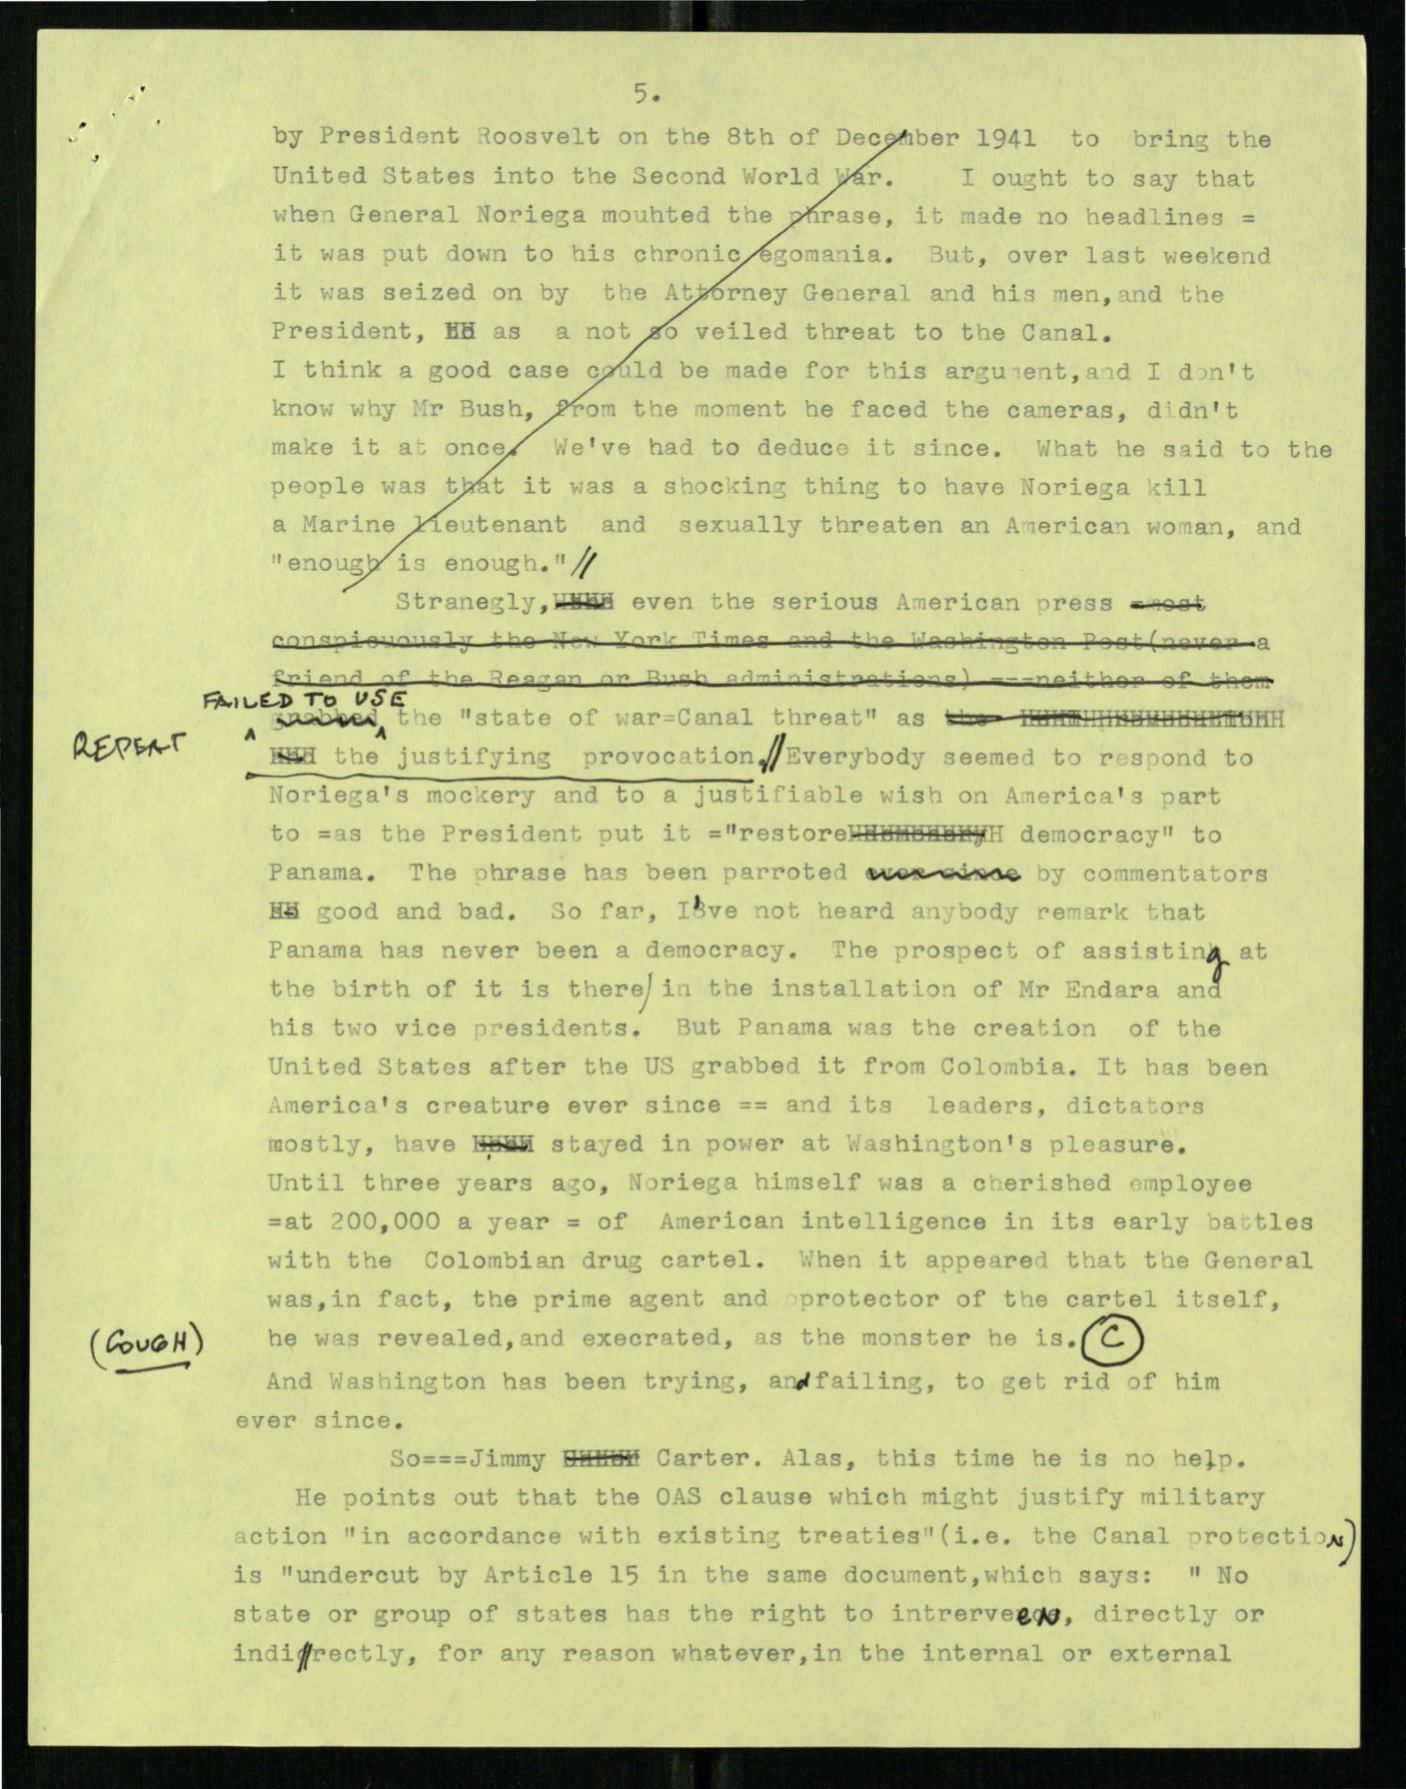 5.
by President Roosvelt on the 8th of December 1941 to bring the
United States into the Second World War. I ought to say that
when General Noriega mouhted the phrase, it made no headlines =
it was put down to his chronic egomania. But, over last weekend
it was seized on by the Attorney General and his men,and the
President, as a not so veiled threat to the Canal.
I think a good case could be made for this argument,and I don't
know why Mr Bush, from the moment he faced the cameras, didn't
make it at once. We've had to deduce it since. What he said to the
people was that it was a shocking thing to have Noriega kill
a Marine lieutenant and sexually threaten an American woman, and
"enough is enough."//
Stranegly, even the serious American press =most
conspicuously the New York Times and the Washington Post(never a
friend of the Reagan or Bush administrations) ---neither of them
FAILED TO USE
grabbed the "state of war=Canal threat" as the
REPEAT
the justifying provocation.//Everybody seemed to respond to
Noriega's mockery and to a justifiable wish on America's part
to =as the President put it ="restore democracy" to
Panama. The phrase has been parroted ever since by commentators
good and bad. So far, I've not heard anybody remark that
Panama has never been a democracy. The prospect of assisting at
the birth of it is there/in the installation of Mr Endara and
his two vice presidents. But Panama was the creation of the
United States after the US grabbed it from Colombia. It has been
America's creature ever since == and its leaders, dictators
mostly, have stayed in power at Washington's pleasure.
Until three years ago, Noriega himself was a cherished employee
=at 200,000 a year = of American intelligence in its early battles
with the Colombian drug cartel. When it appeared that the General
was,in fact, the prime agent and protector of the cartel itself,
(COUGH) he was revealed,and execrated, as the monster he is. C
And Washington has been trying, and failing, to get rid of him
ever since.
So===Jimmy Carter. Alas, this time he is no help.
He points out that the OAS clause which might justify military
action "in accordance with existing treaties"(i.e. the Canal protection)
is "undercut by Article 15 in the same document,which says: " No
state or group of states has the right to intrerveeN, directly or
indirectly, for any reason whatever,in the internal or external